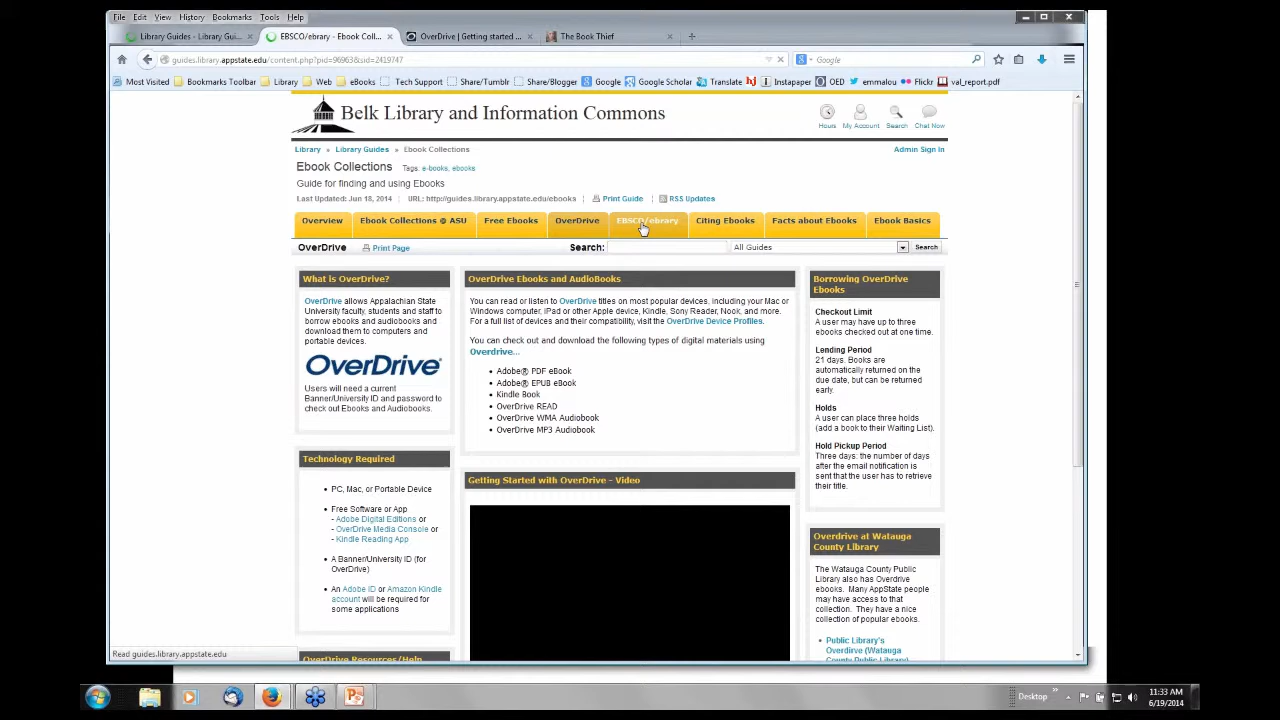 File Edit View History Bookmarks Tools Help
Library Guides - Library Gui... × EBSCO/ebrary - Ebook Coll... × OverDrive | Getting started ... × The Book Thief × +
guides.library.appstate.edu/content.php?pid=96963&sid=2419747 Google
Most Visited Bookmarks Toolbar Library Web eBooks Tech Support Share/Tumblr Share/Blogger Google Google Scholar Translate Instapaper OED emmalou Flickr val_report.pdf
Belk Library and Information Commons
Hours My Account Search Chat Now
Library » Library Guides » Ebook Collections Admin Sign In
Ebook Collections Tags: e-books, ebooks
Guide for finding and using Ebooks
Last Updated: Jun 18, 2014 URL: http://guides.library.appstate.edu/ebooks Print Guide RSS Updates
Overview Ebook Collections @ ASU Free Ebooks OverDrive EBSCO/ebrary Citing Ebooks Facts about Ebooks Ebook Basics
OverDrive Print Page Search: All Guides Search
What is OverDrive?
OverDrive allows Appalachian State
University faculty, students and staff to
borrow ebooks and audiobooks and
download them to computers and
portable devices.
OverDrive®
Users will need a current
Banner/University ID and password to
check out Ebooks and Audiobooks.
Technology Required
• PC, Mac, or Portable Device
• Free Software or App
- Adobe Digital Editions or
- OverDrive Media Console or
- Kindle Reading App
• A Banner/University ID (for
OverDrive)
• An Adobe ID or Amazon Kindle
account will be required for
some applications
OverDrive Resources/Help
OverDrive Ebooks and AudioBooks
You can read or listen to OverDrive titles on most popular devices, including your Mac or
Windows computer, iPad or other Apple device, Kindle, Sony Reader, Nook, and more.
For a full list of devices and their compatibility, visit the OverDrive Device Profiles.
You can check out and download the following types of digital materials using
Overdrive...
• Adobe® PDF eBook
• Adobe® EPUB eBook
• Kindle Book
• OverDrive READ
• OverDrive WMA Audiobook
• OverDrive MP3 Audiobook
Getting Started with OverDrive - Video
Borrowing OverDrive
Ebooks
Checkout Limit
A user may have up to three
ebooks checked out at one time.
Lending Period
21 days. Books are
automatically returned on the
due date, but can be returned
early.
Holds
A user can place three holds
(add a book to their Waiting List).
Hold Pickup Period
Three days: the number of days
after the email notification is
sent that the user has to retrieve
their title.
Overdrive at Watauga
County Library
The Watauga County Public
Library also has Overdrive
ebooks. Many AppState people
may have access to that
collection. They have a nice
collection of popular ebooks.
• Public Library's
Overdirve (Watauga
County Public Library)
Read guides.library.appstate.edu
Desktop »
11:33 AM
6/19/2014